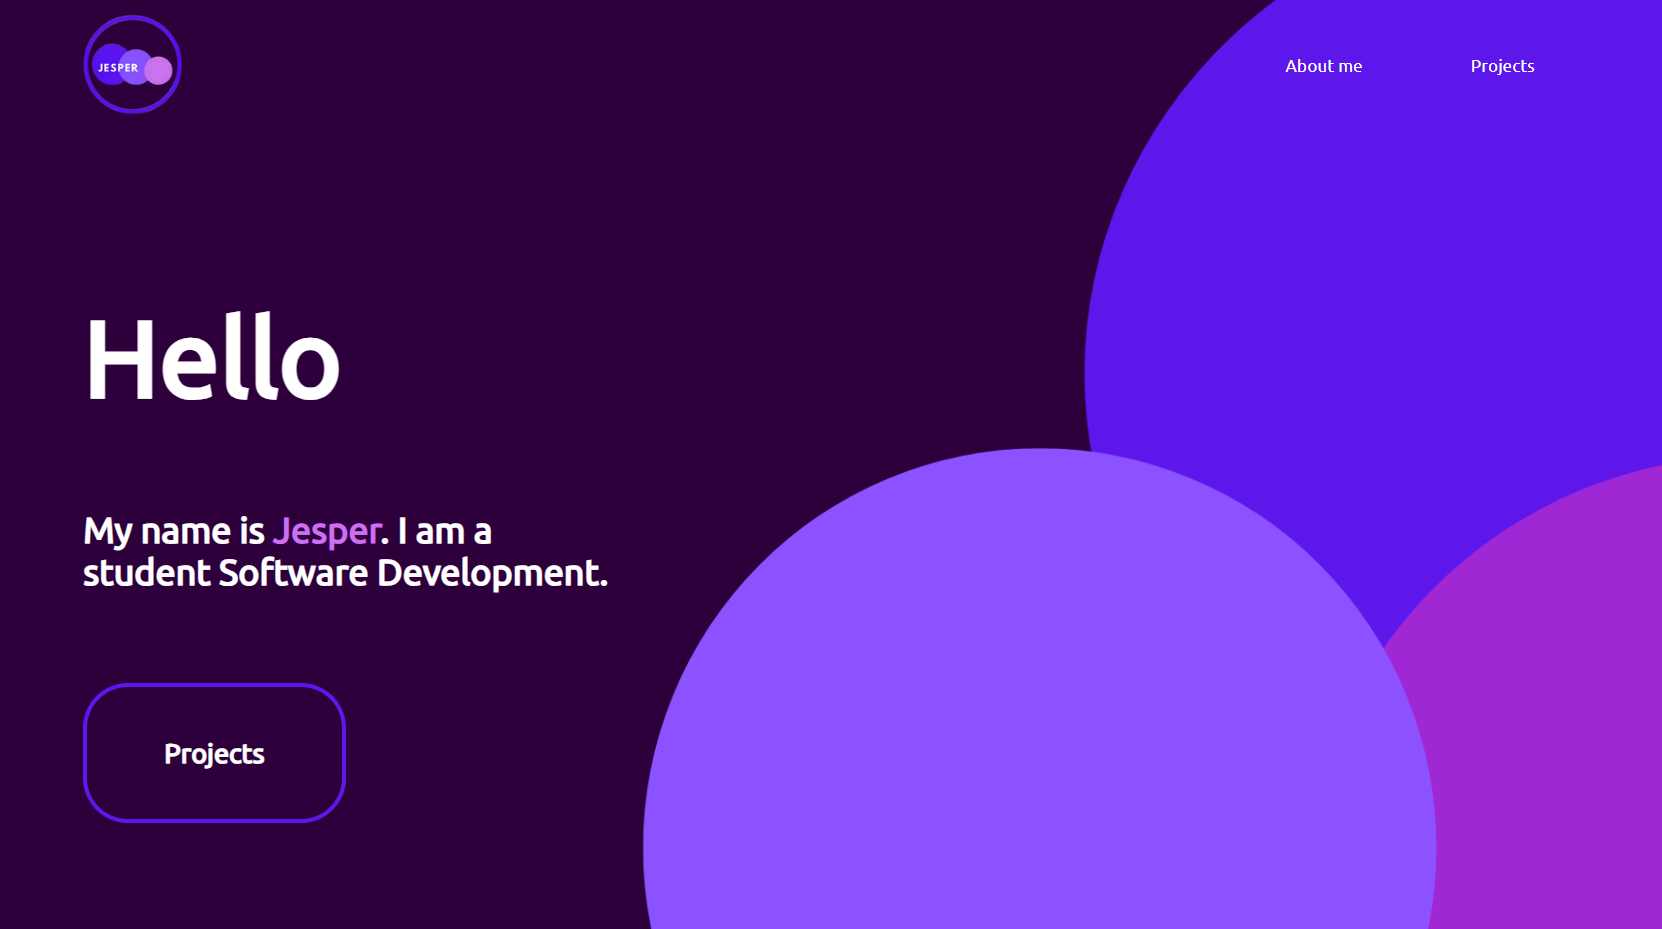 JESPER
About me
Projects
Hello
My name is Jesper. I am a
student Software Development.
Projects